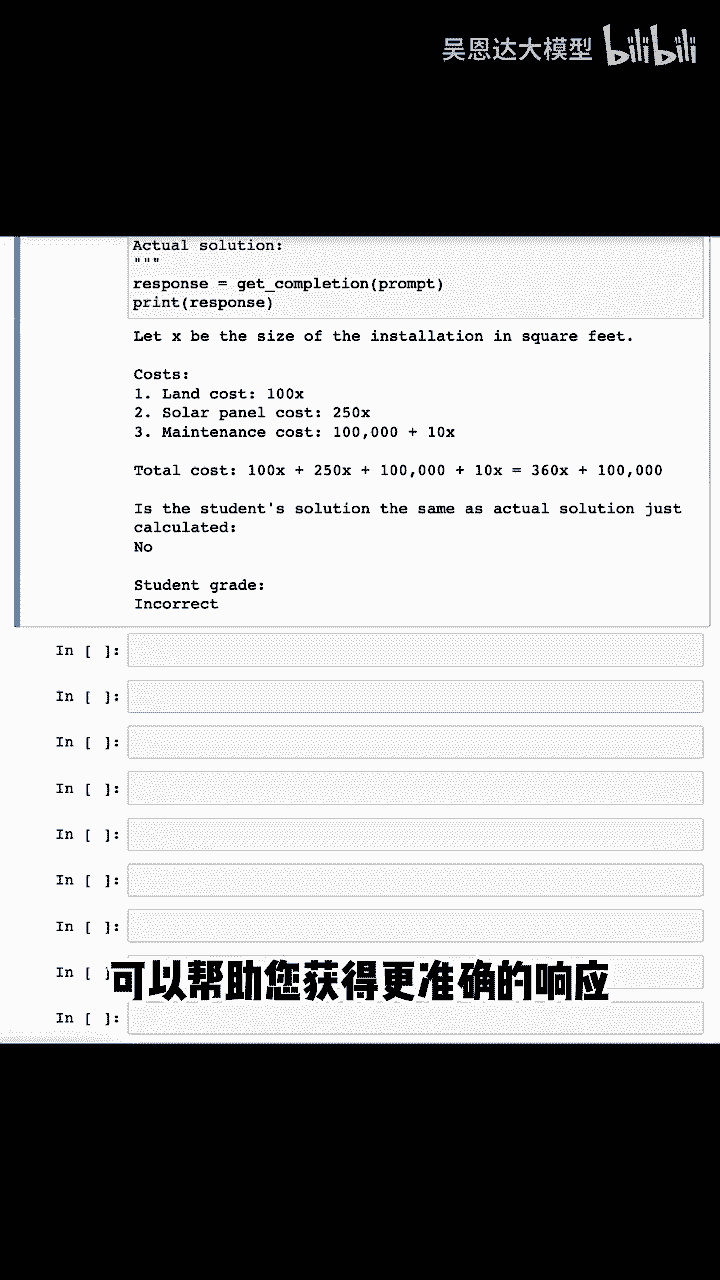 吴恩达大模型 bilibili
Actual solution:
"""
response = get_completion(prompt)
print(response)
Let x be the size of the installation in square feet.
Costs:
1. Land cost: 100x
2. Solar panel cost: 250x
3. Maintenance cost: 100,000 + 10x
Total cost: 100x + 250x + 100,000 + 10x = 360x + 100,000
Is the student's solution the same as actual solution just
calculated:
No
Student grade:
Incorrect
In [ ]:
In [ ]:
In [ ]:
In [ ]:
In [ ]:
In [ ]:
In [ ]:
In [ ]:
可以帮助您获得更准确的响应
In [ ]: